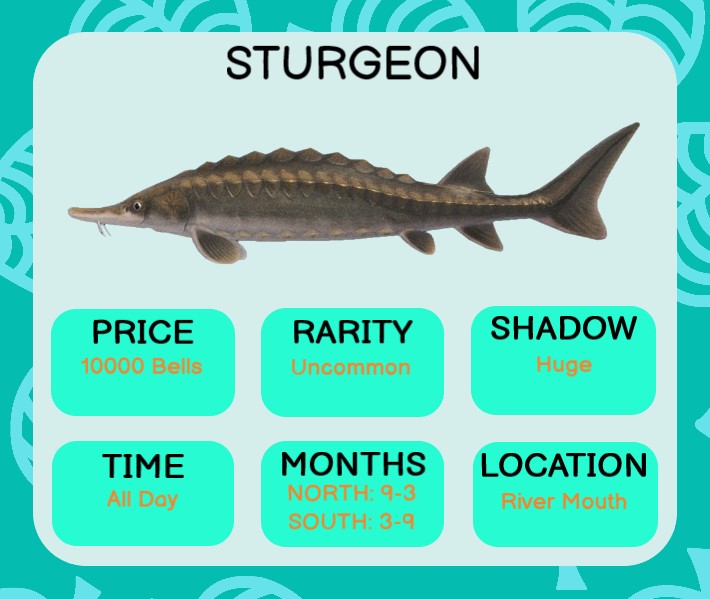 STURGEON
PRICE
10000 Bells
RARITY
Uncommon
SHADOW
Huge
TIME
All Day
MONTHS
NORTH: 9-3
SOUTH: 3-9
LOCATION
River Mouth